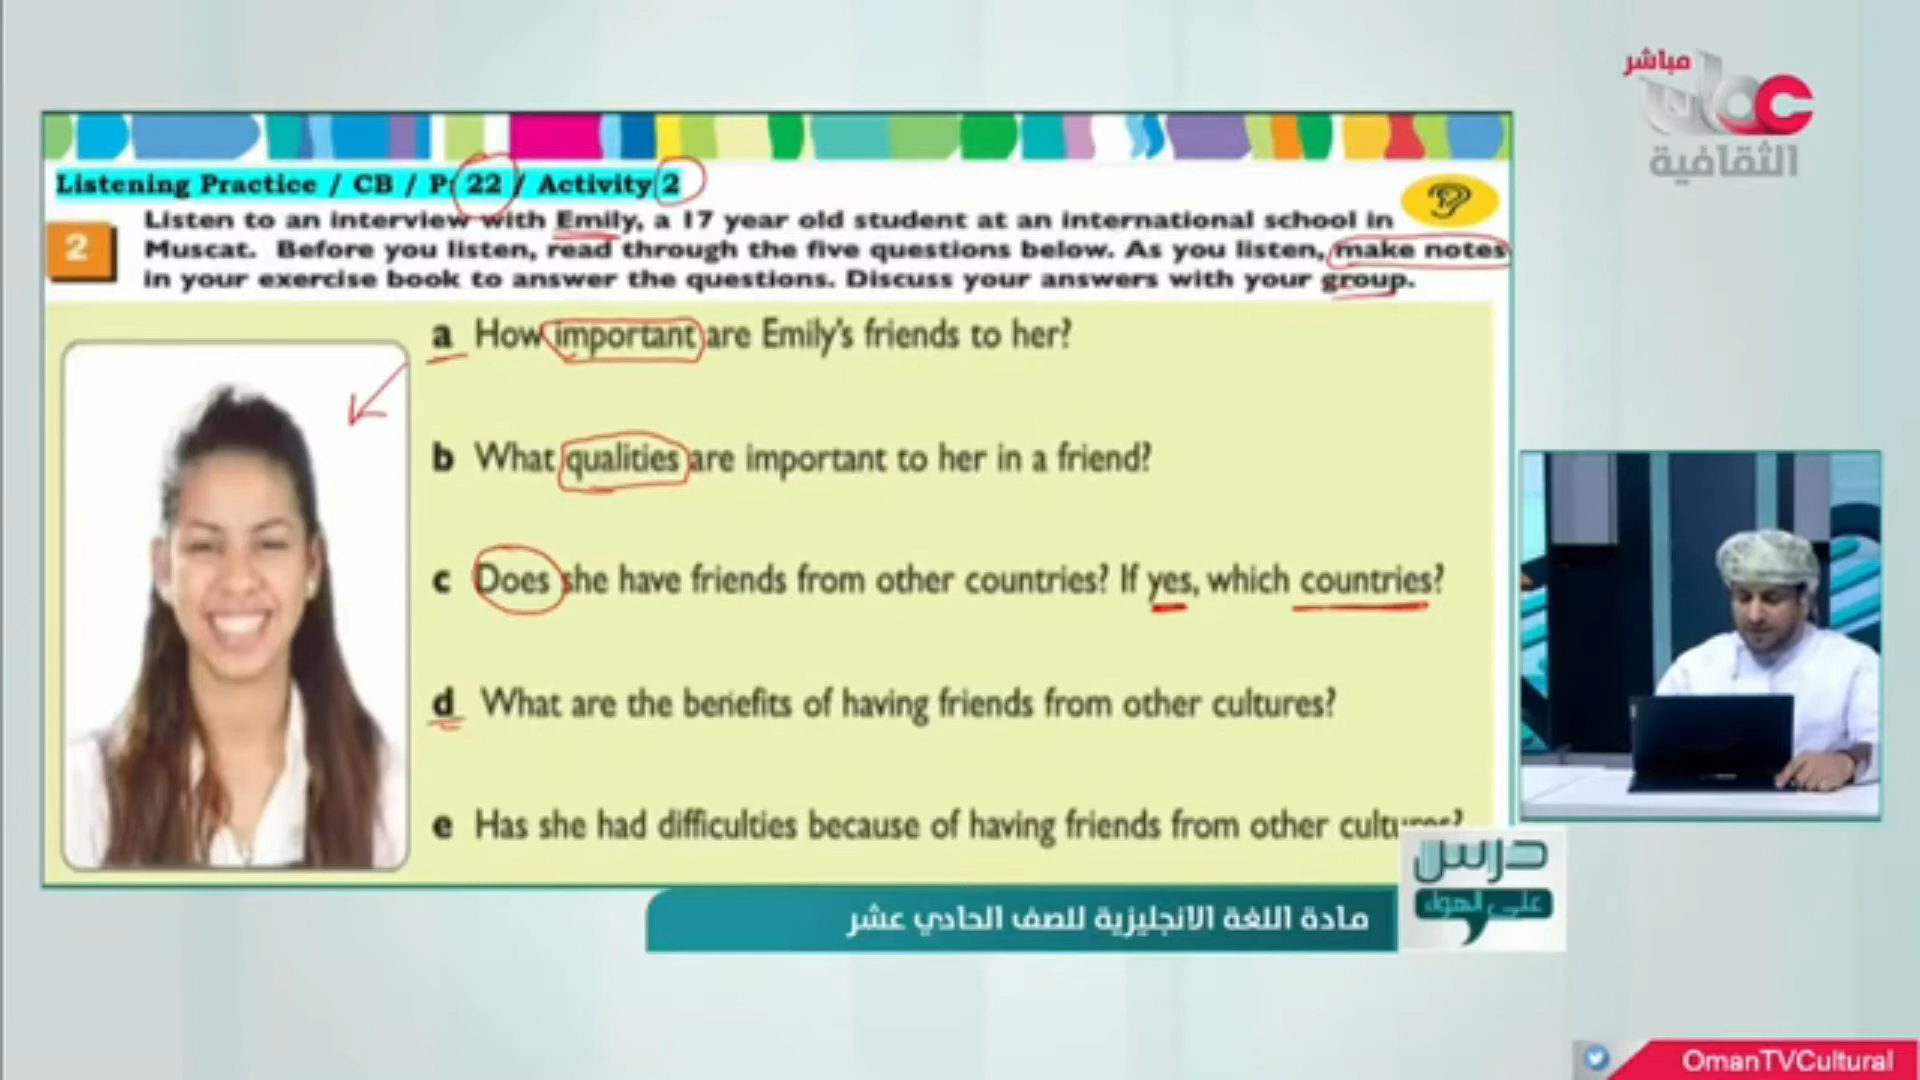 مباشر
الثقافية
Listening Practice / CB / P: 22 / Activity 2
2
Listen to an interview with Emily, a 17 year old student at an international school in
Muscat. Before you listen, read through the five questions below. As you listen, make notes
in your exercise book to answer the questions. Discuss your answers with your group.
a How important are Emily's friends to her?
b What qualities are important to her in a friend?
c Does she have friends from other countries? If yes, which countries?
d What are the benefits of having friends from other cultures?
e Has she had difficulties because of having friends from other cultures?
درس
على الهواء
مادة اللغة الانجليزية للصف الحادي عشر
OmanTVCultural